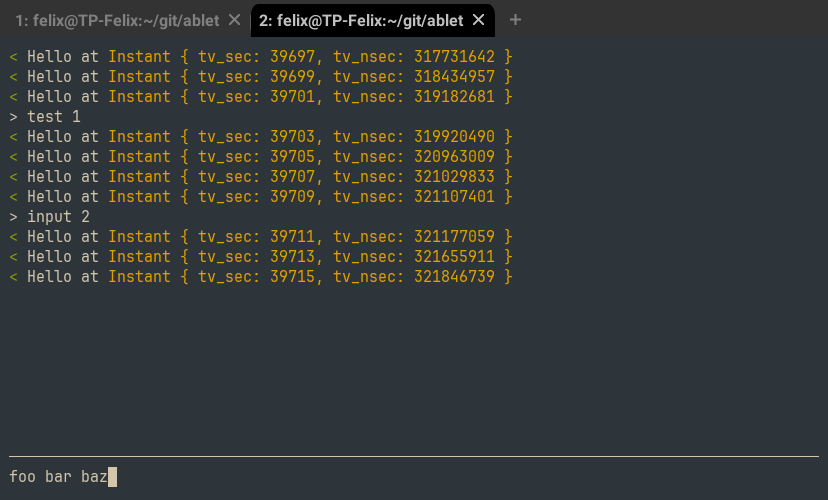 1: felix@TP-Felix:~/git/ablet × 2: felix@TP-Felix:~/git/ablet × +
< Hello at Instant { tv_sec: 39697, tv_nsec: 317731642 }
< Hello at Instant { tv_sec: 39699, tv_nsec: 318434957 }
< Hello at Instant { tv_sec: 39701, tv_nsec: 319182681 }
> test 1
< Hello at Instant { tv_sec: 39703, tv_nsec: 319920490 }
< Hello at Instant { tv_sec: 39705, tv_nsec: 320963009 }
< Hello at Instant { tv_sec: 39707, tv_nsec: 321029833 }
< Hello at Instant { tv_sec: 39709, tv_nsec: 321107401 }
> input 2
< Hello at Instant { tv_sec: 39711, tv_nsec: 321177059 }
< Hello at Instant { tv_sec: 39713, tv_nsec: 321655911 }
< Hello at Instant { tv_sec: 39715, tv_nsec: 321846739 }
foo bar baz